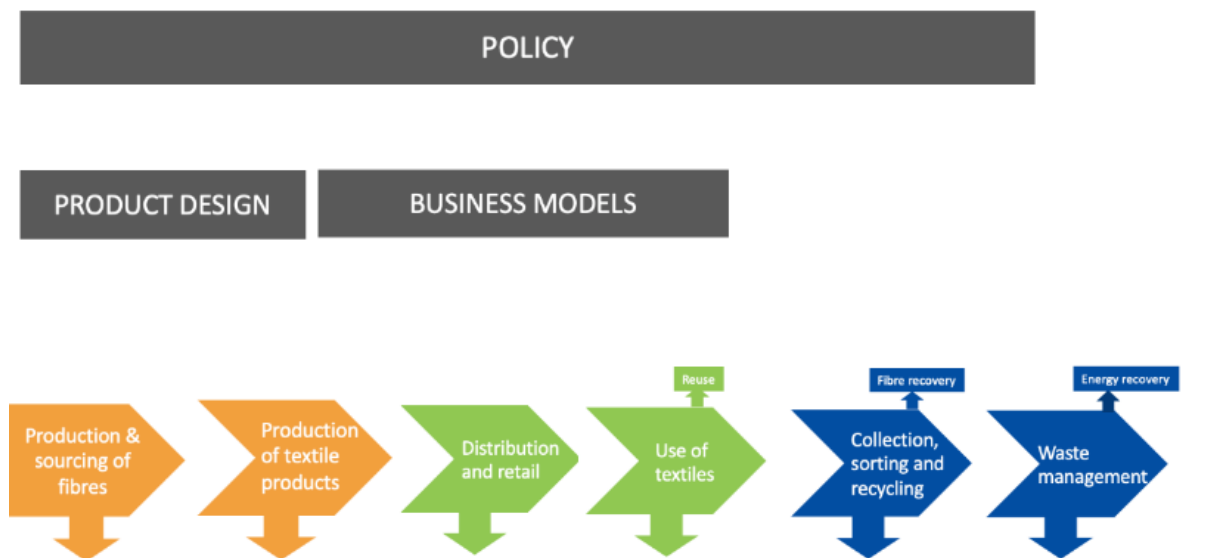 POLICY
PRODUCT DESIGN
BUSINESS MODELS
Reuse
Fibre recovery
Energy recovery
Production &
sourcing of
fibres
Production
of textile
products
Distribution
and retail
Use of
textiles
Collection,
sorting and
recycling
Waste
management